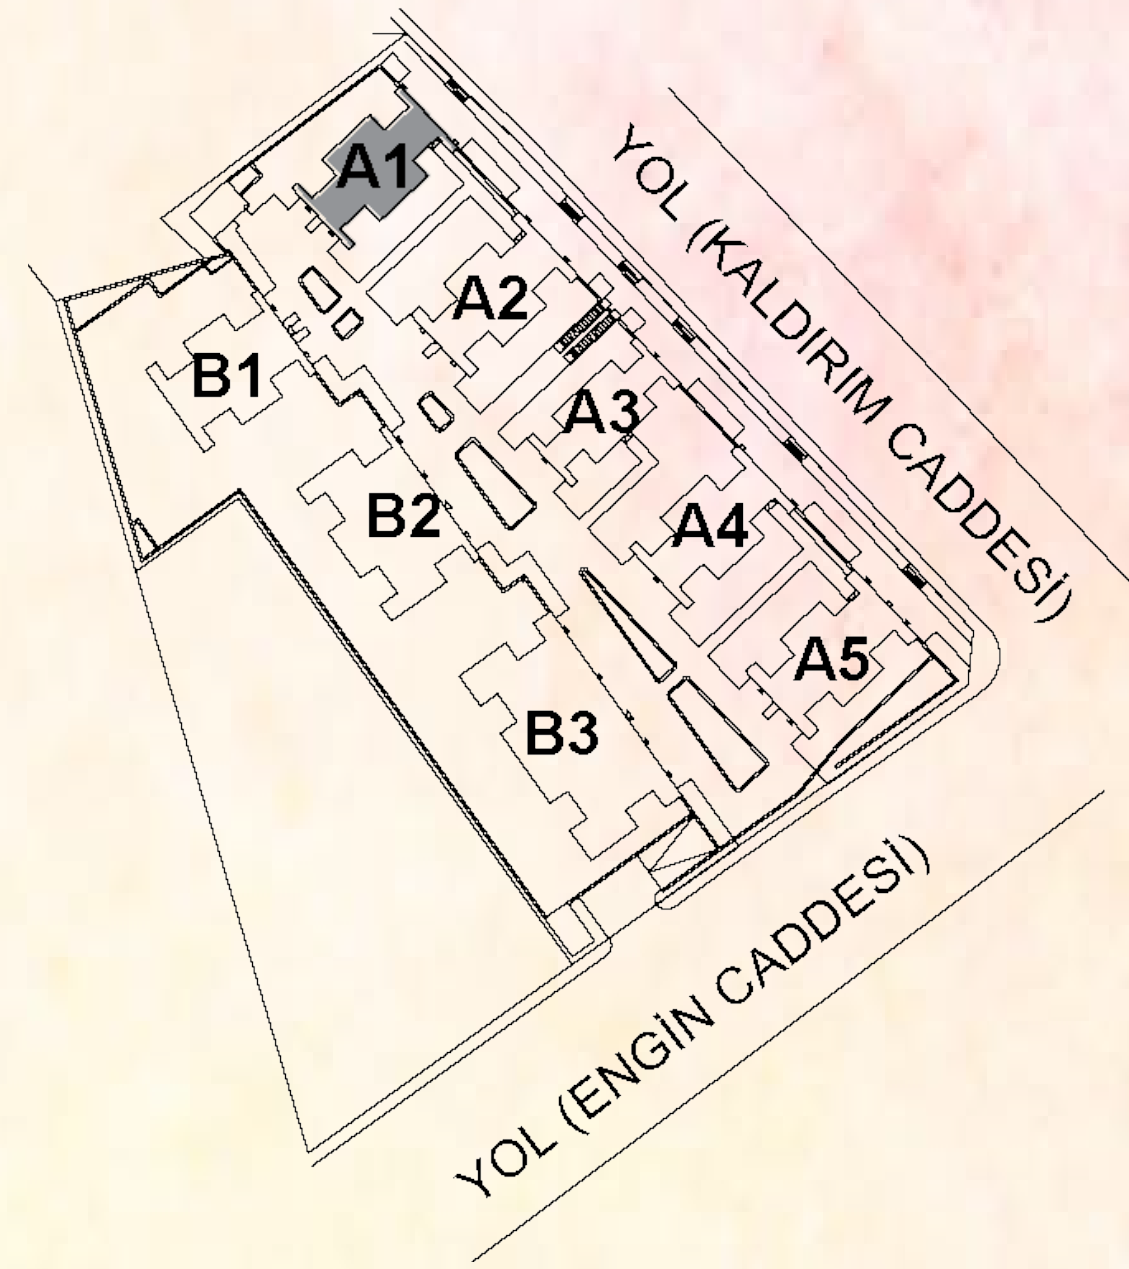 A1
YOL (KALDIRIM CADDESİ)
A2
B1
A3
B2
A4
A5
B3
YOL (ENGİN CADDESİ)